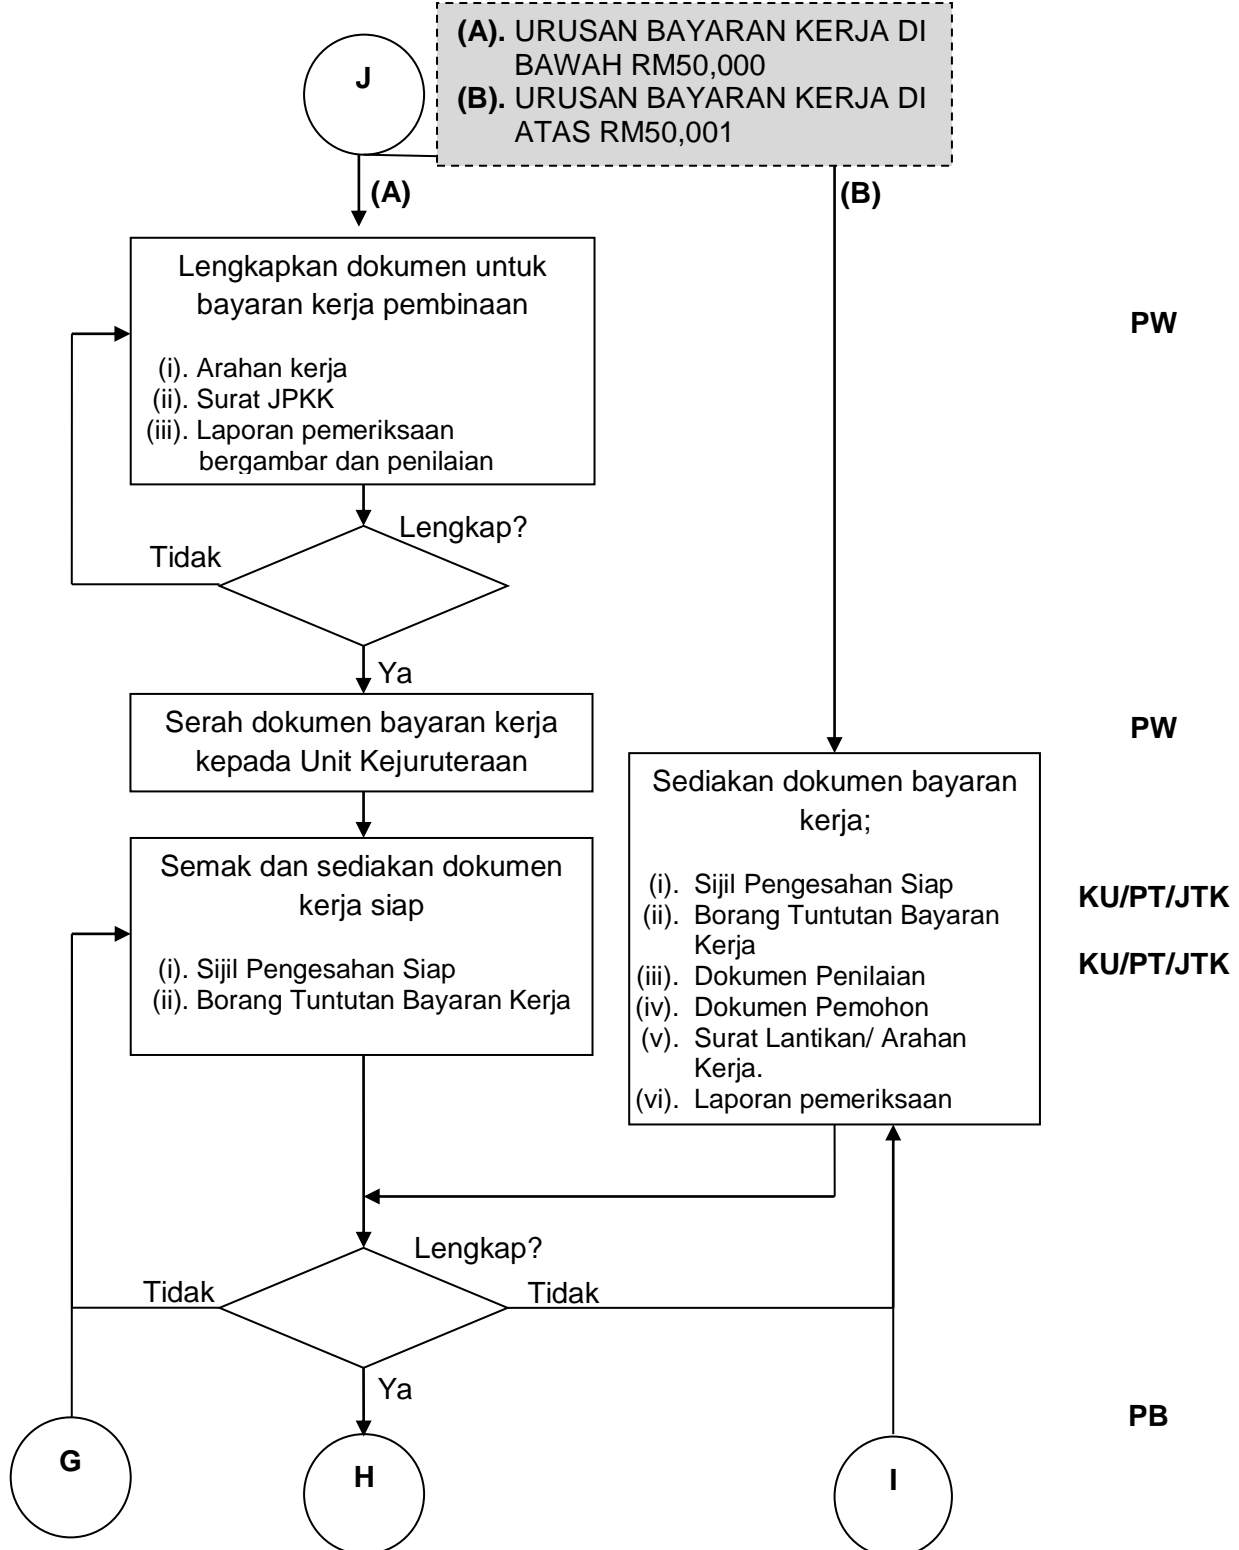 J
(A). URUSAN BAYARAN KERJA DI
BAWAH RM50,000
(B). URUSAN BAYARAN KERJA DI
ATAS RM50,001
(A)
(B)
Lengkapkan dokumen untuk
bayaran kerja pembinaan
(i). Arahan kerja
(ii). Surat JPKK
(iii). Laporan pemeriksaan
bergambar dan penilaian
PW
Lengkap?
Tidak
Ya
Serah dokumen bayaran kerja
kepada Unit Kejuruteraan
PW
Semak dan sediakan dokumen
kerja siap
(i). Sijil Pengesahan Siap
(ii). Borang Tuntutan Bayaran Kerja
Sediakan dokumen bayaran
kerja;
(i). Sijil Pengesahan Siap
(ii). Borang Tuntutan Bayaran
Kerja
(iii). Dokumen Penilaian
(iv). Dokumen Pemohon
(v). Surat Lantikan/ Arahan
Kerja.
(vi). Laporan pemeriksaan
KU/PT/JTK
KU/PT/JTK
Lengkap?
Tidak
Tidak
Ya
PB
G
H
I